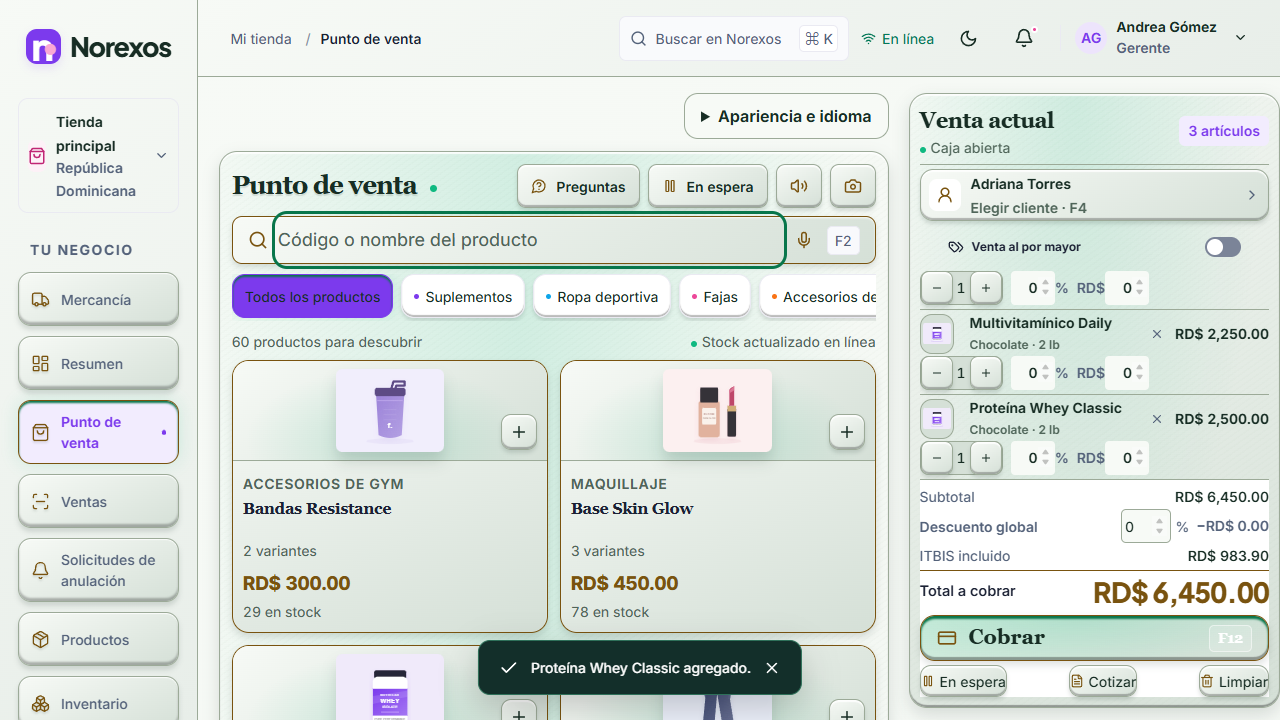 Norexos
Tienda
principal
República
Dominicana
TU NEGOCIO
Mercancía
Resumen
Punto de
venta
Ventas
Solicitudes de
anulación
Productos
Inventario
Mi tienda / Punto de venta
Buscar en Norexos ⌘ K
En línea
AG
Andrea Gómez
Gerente
Apariencia e idioma
Punto de venta
Preguntas
En espera
Código o nombre del producto
F2
Todos los productos
Suplementos
Ropa deportiva
Fajas
Accesorios de
60 productos para descubrir
Stock actualizado en línea
ACCESORIOS DE GYM
Bandas Resistance
2 variantes
RD$ 300.00
29 en stock
MAQUILLAJE
Base Skin Glow
3 variantes
RD$ 450.00
78 en stock
WHEY
Proteína Whey Classic agregado.
Venta actual
Caja abierta
3 artículos
Adriana Torres
Elegir cliente · F4
Venta al por mayor
− 1 + 0 % RD$ 0
Multivitamínico Daily × RD$ 2,250.00
Chocolate · 2 lb
− 1 + 0 % RD$ 0
Proteína Whey Classic × RD$ 2,500.00
Chocolate · 2 lb
− 1 + 0 % RD$ 0
Subtotal RD$ 6,450.00
Descuento global 0 % −RD$ 0.00
ITBIS incluido RD$ 983.90
Total a cobrar RD$ 6,450.00
Cobrar F12
En espera
Cotizar
Limpiar